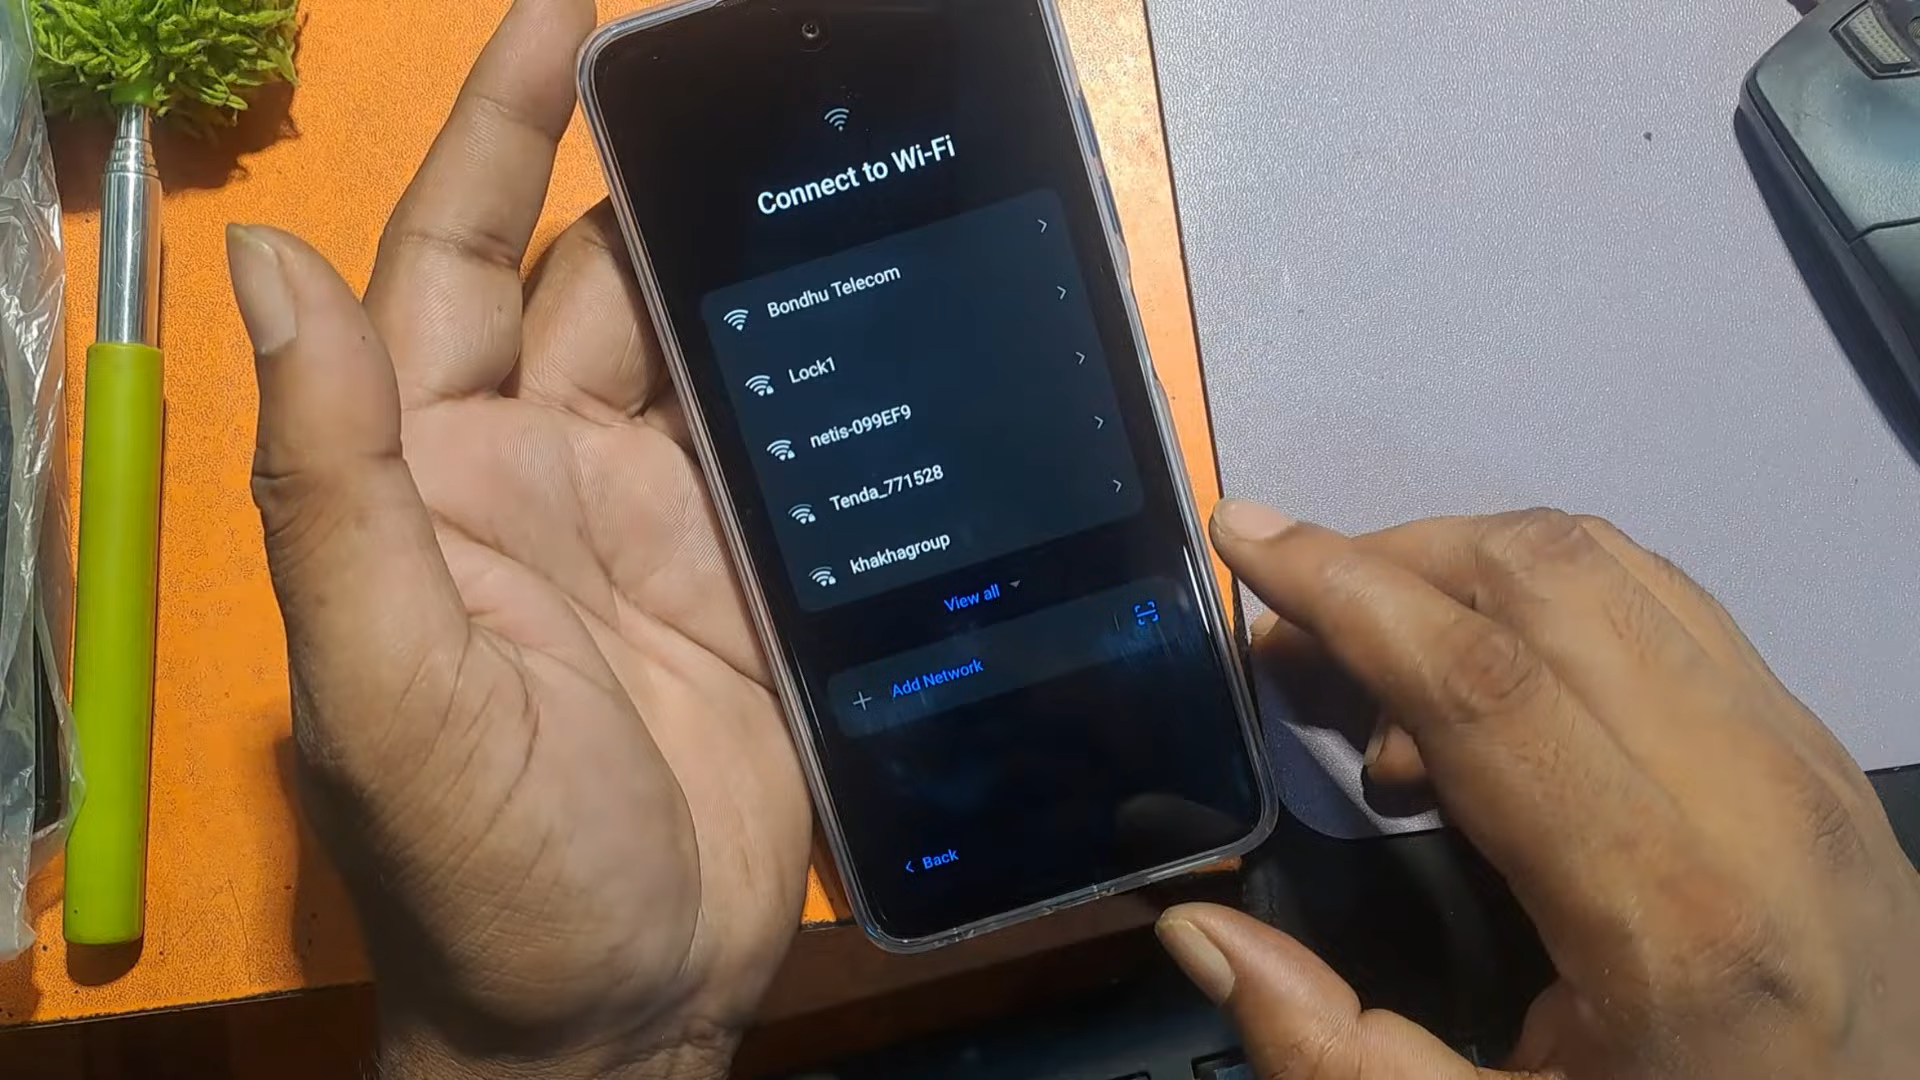 Connect to Wi-Fi
Bondhu Telecom
Lock1
netis-099EF9
Tenda_771528
khakhagroup
View all
Add Network
Back